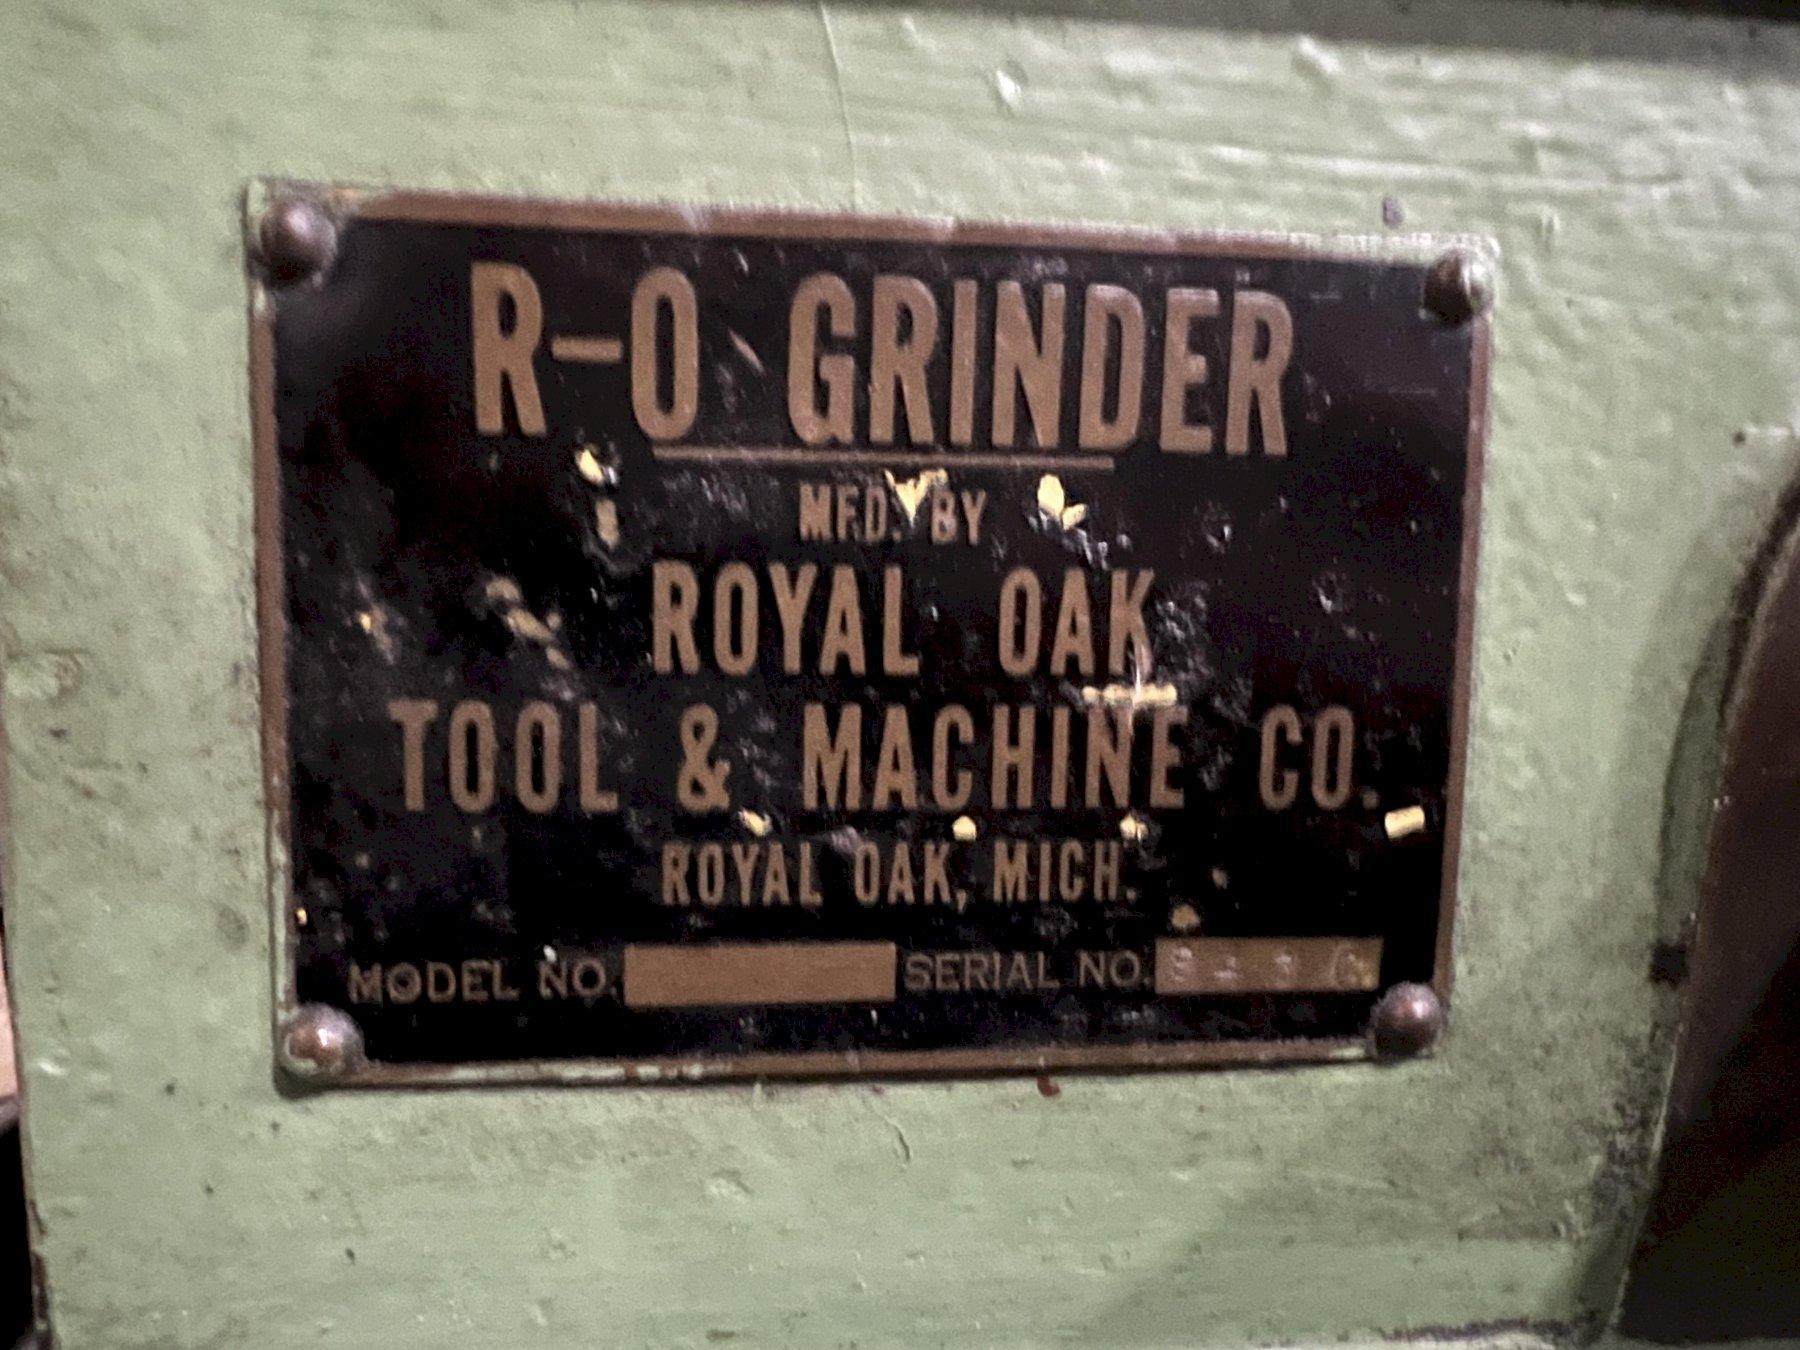 R-O GRINDER
MFD. BY
ROYAL OAK
TOOL & MACHINE CO.
ROYAL OAK, MICH.
MODEL NO. SERIAL NO.